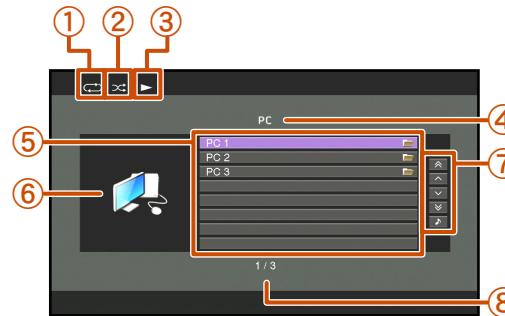 ① ② ③
PC ④
⑤ PC 1
PC 2
PC 3
⑥ ⑦
1 / 3
⑧